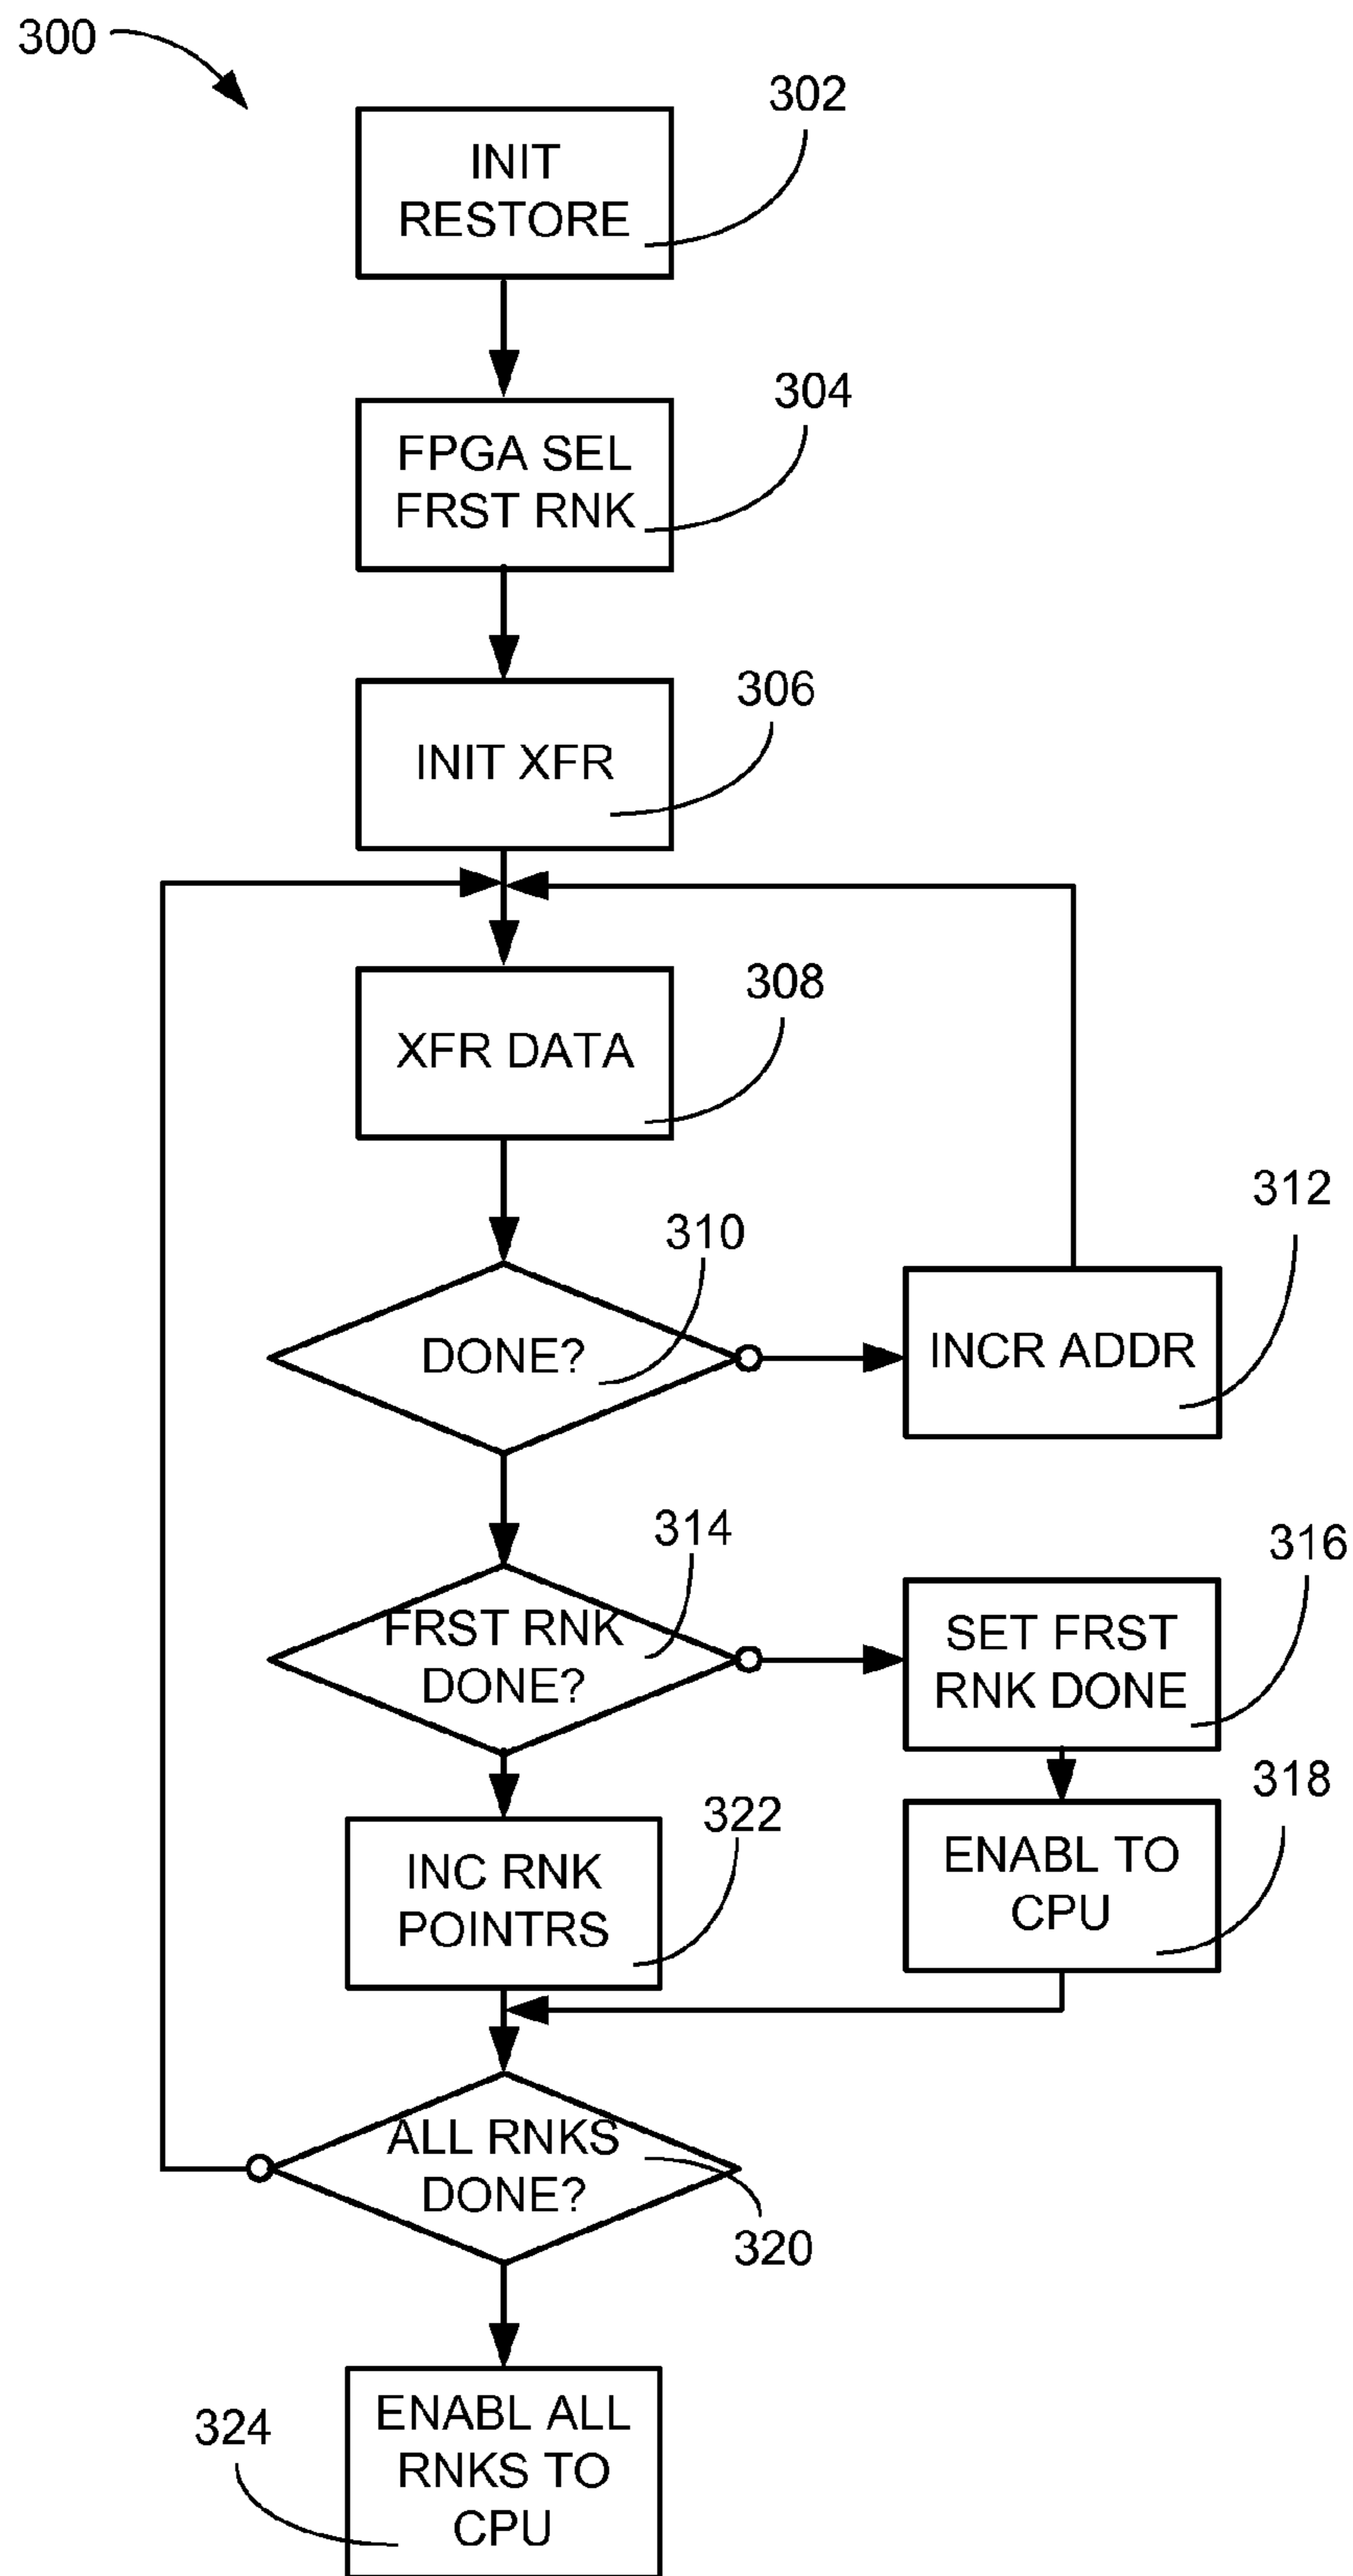 300
302
INIT
RESTORE
304
FPGA SEL
FRST RNK
306
INIT XFR
308
XFR DATA
310
DONE?
312
INCR ADDR
314
FRST RNK
DONE?
316
SET FRST
RNK DONE
318
ENABL TO
CPU
322
INC RNK
POINTRS
ALL RNKS
DONE?
320
324
ENABL ALL
RNKS TO
CPU